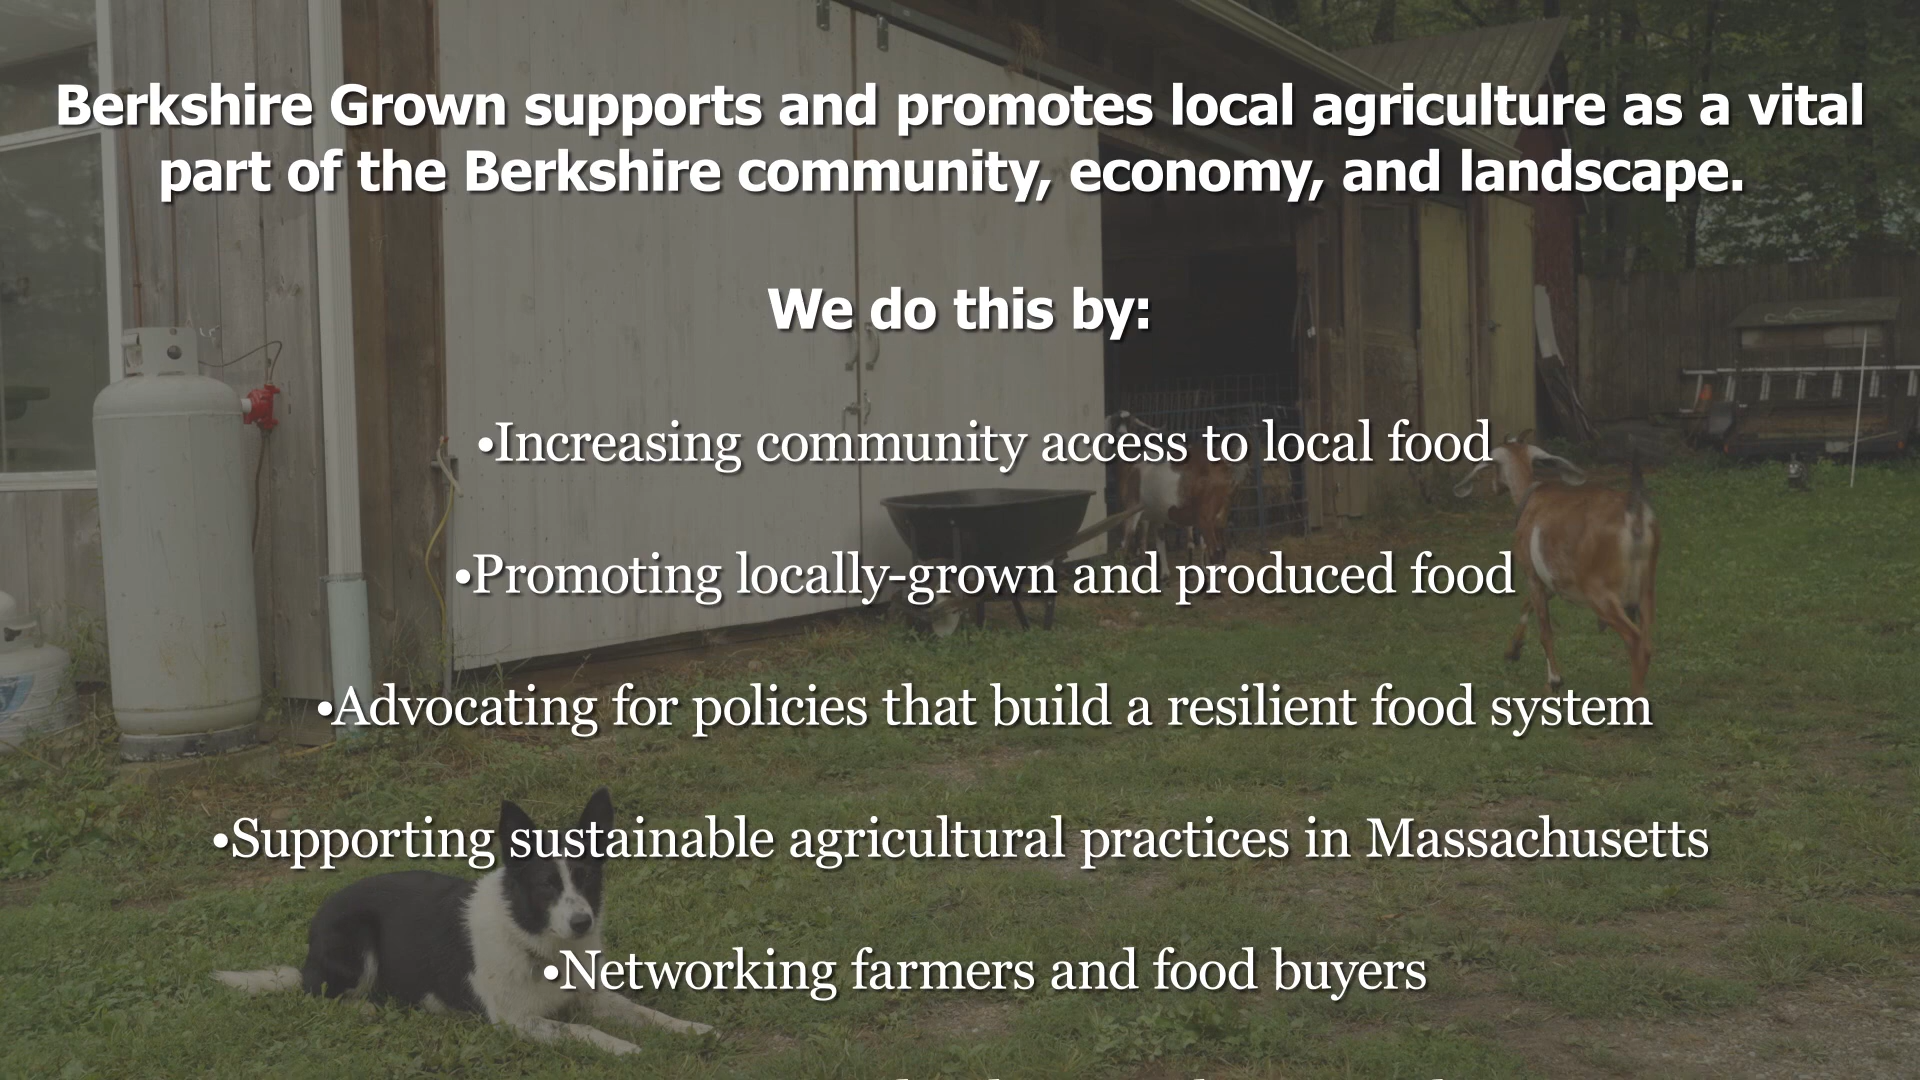 Berkshire Grown supports and promotes local agriculture as a vital
part of the Berkshire community, economy, and landscape.
We do this by:
•Increasing community access to local food
•Promoting locally-grown and produced food
•Advocating for policies that build a resilient food system
•Supporting sustainable agricultural practices in Massachusetts
•Networking farmers and food buyers